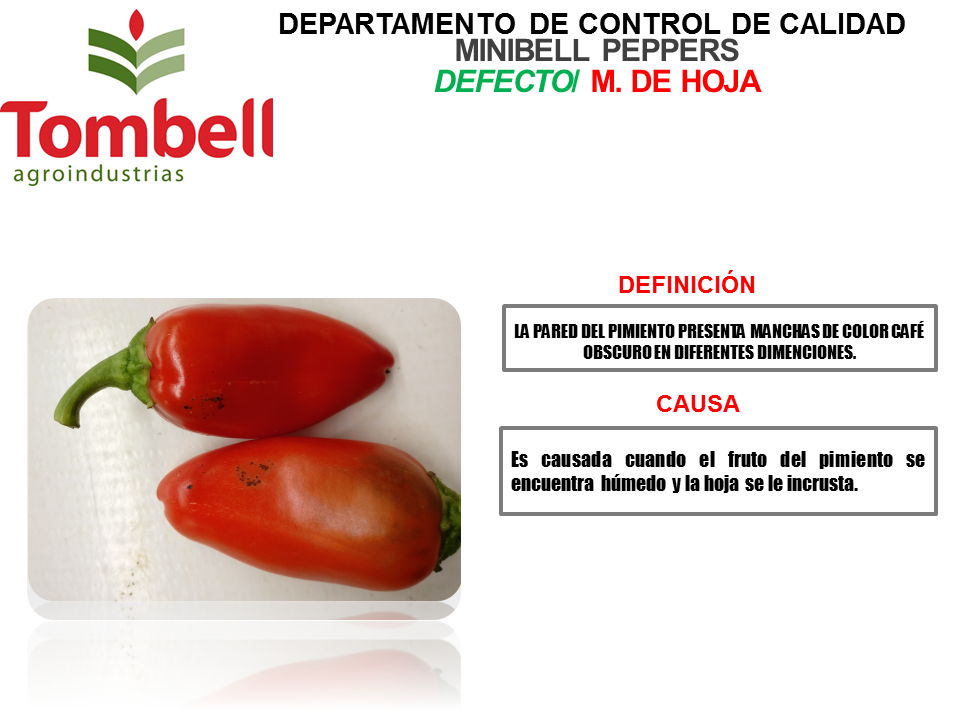 DEPARTAMENTO DE CONTROL DE CALIDAD
MINIBELL PEPPERS
DEFECTO/ M. DE HOJA
Tombell
agroindustrias
DEFINICIÓN
LA PARED DEL PIMIENTO PRESENTA MANCHAS DE COLOR CAFÉ
OBSCURO EN DIFERENTES DIMENCIONES.
CAUSA
Es causada cuando el fruto del pimiento se
encuentra húmedo y la hoja se le incrusta.